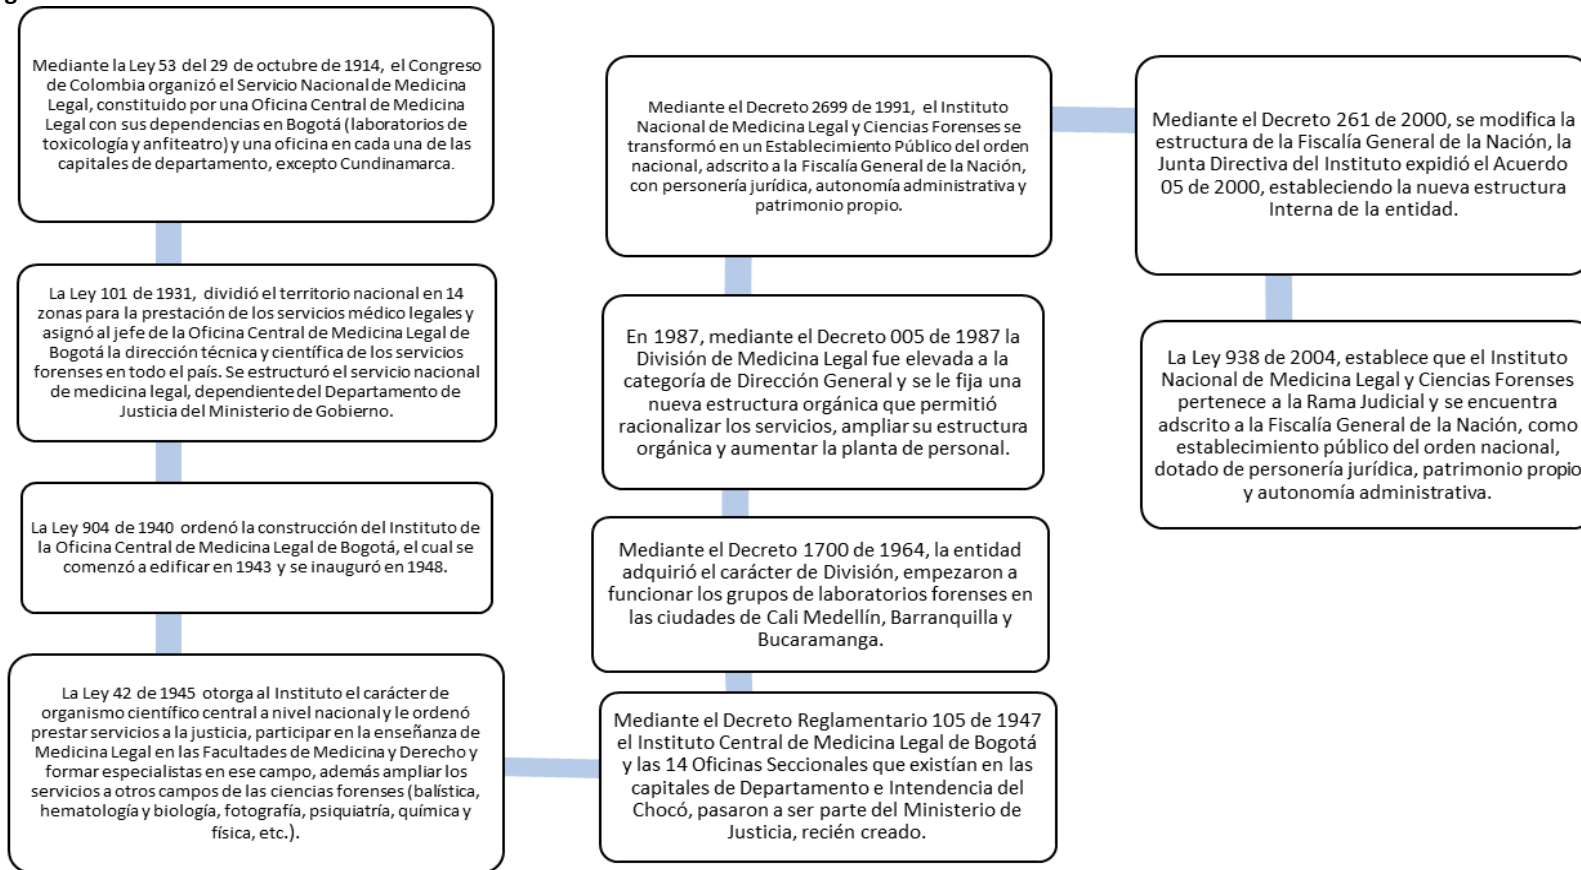 g
Mediante la Ley 53 del 29 de octubre de 1914, el Congreso
de Colombia organizó el Servicio Nacional de Medicina
Legal, constituido por una Oficina Central de Medicina
Legal con sus dependencias en Bogotá (laboratorios de
toxicología y anfiteatro) y una oficina en cada una de las
capitales de departamento, excepto Cundinamarca.
La Ley 101 de 1931, dividió el territorio nacional en 14
zonas para la prestación de los servicios médico legales y
asignó al jefe de la Oficina Central de Medicina Legal de
Bogotá la dirección técnica y científica de los servicios
forenses en todo el país. Se estructuró el servicio nacional
de medicina legal, dependiente del Departamento de
Justicia del Ministerio de Gobierno.
La Ley 904 de 1940 ordenó la construcción del Instituto de
la Oficina Central de Medicina Legal de Bogotá, el cual se
comenzó a edificar en 1943 y se inauguró en 1948.
La Ley 42 de 1945 otorga al Instituto el carácter de
organismo científico central a nivel nacional y le ordenó
prestar servicios a la justicia, participar en la enseñanza de
Medicina Legal en las Facultades de Medicina y Derecho y
formar especialistas en ese campo, además ampliar los
servicios a otros campos de las ciencias forenses (balística,
hematología y biología, fotografía, psiquiatría, química y
física, etc.).
Mediante el Decreto Reglamentario 105 de 1947
el Instituto Central de Medicina Legal de Bogotá
y las 14 Oficinas Seccionales que existían en las
capitales de Departamento e Intendencia del
Chocó, pasaron a ser parte del Ministerio de
Justicia, recién creado.
Mediante el Decreto 1700 de 1964, la entidad
adquirió el carácter de División, empezaron a
funcionar los grupos de laboratorios forenses en
las ciudades de Cali Medellín, Barranquilla y
Bucaramanga.
En 1987, mediante el Decreto 005 de 1987 la
División de Medicina Legal fue elevada a la
categoría de Dirección General y se le fija una
nueva estructura orgánica que permitió
racionalizar los servicios, ampliar su estructura
orgánica y aumentar la planta de personal.
Mediante el Decreto 2699 de 1991, el Instituto
Nacional de Medicina Legal y Ciencias Forenses se
transformó en un Establecimiento Público del orden
nacional, adscrito a la Fiscalía General de la Nación,
con personería jurídica, autonomía administrativa y
patrimonio propio.
Mediante el Decreto 261 de 2000, se modifica la
estructura de la Fiscalía General de la Nación, la
Junta Directiva del Instituto expidió el Acuerdo
05 de 2000, estableciendo la nueva estructura
Interna de la entidad.
La Ley 938 de 2004, establece que el Instituto
Nacional de Medicina Legal y Ciencias Forenses
pertenece a la Rama Judicial y se encuentra
adscrito a la Fiscalía General de la Nación, como
establecimiento público del orden nacional,
dotado de personería jurídica, patrimonio propio
y autonomía administrativa.